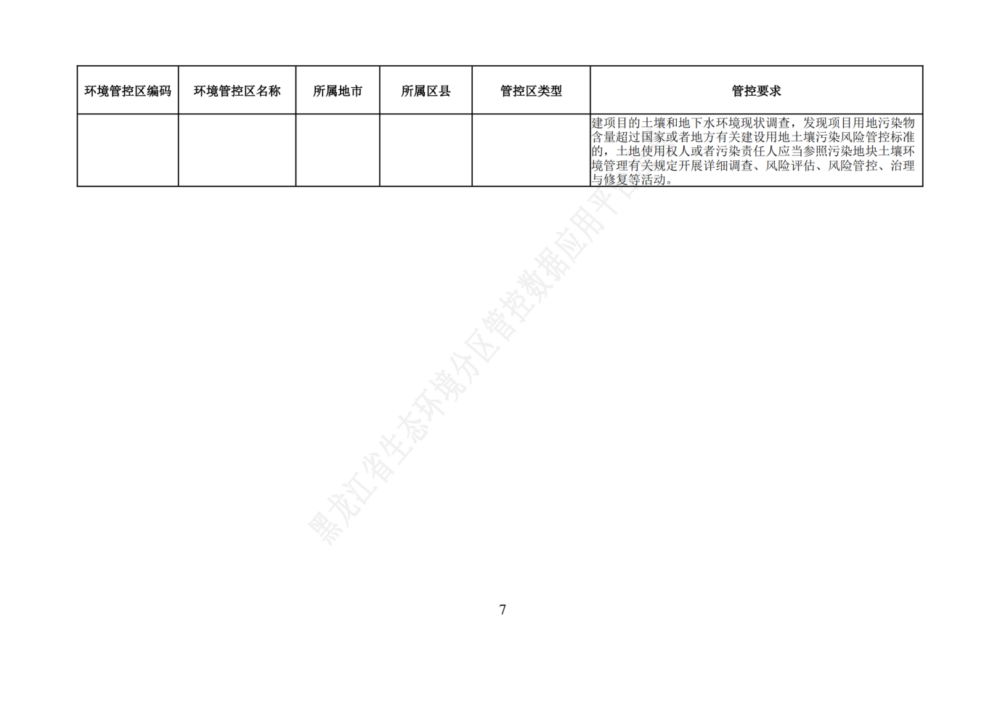 环境管控区编码 环境管控区名称 所属地市 所属区县 管控区类型 管控要求
建项目的土壤和地下水环境现状调查，发现项目用地污染物
含量超过国家或者地方有关建设用地土壤污染风险管控标准
的，土地使用权人或者污染责任人应当参照污染地块土壤环
境管理有关规定开展详细调查、风险评估、风险管控、治理
与修复等活动。
黑龙江省生态环境分区管控数据应用平台
7